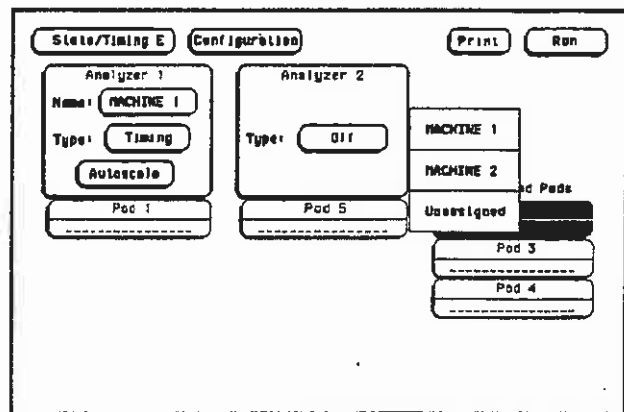 State/Timing E
Configuration
Print
Run
Analyzer 1
Name: MACHINE 1
Type: Timing
Autoscale
Pod 1
Analyzer 2
Type: Off
Pod 5
MACHINE 1
MACHINE 2
Unassigned
d Pods
Pod 3
Pod 4